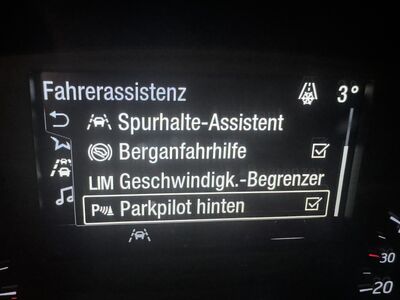 Fahrerassistenz 3°
Spurhalte-Assistent
Berganfahrhilfe
LIM Geschwindigk.-Begrenzer
P Parkpilot hinten
30
20